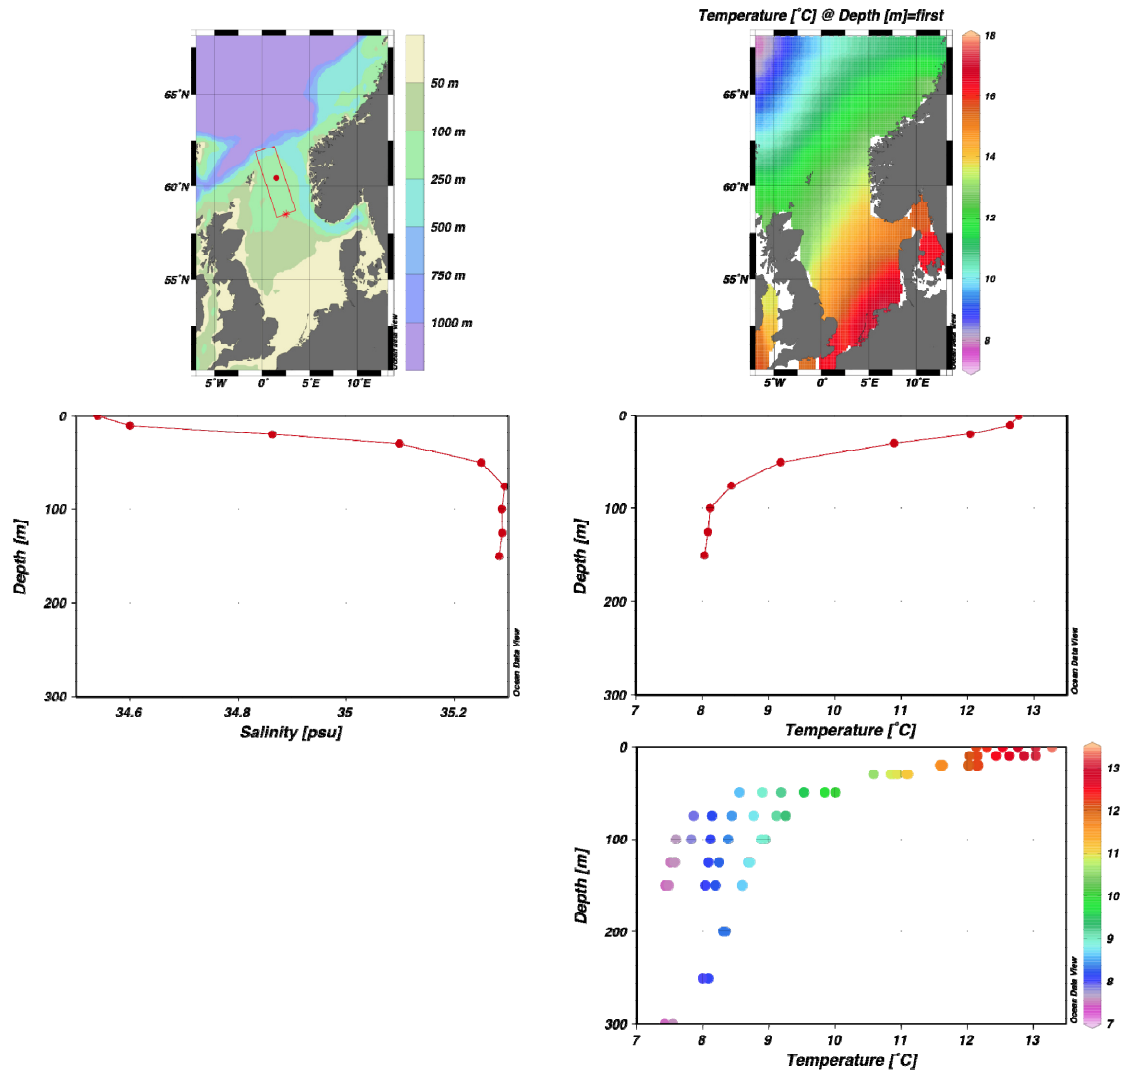 Temperature [˚C] @ Depth [m]=first
65˚N
60˚N
55˚N
5˚W
0˚
5˚E
10˚E
50 m
100 m
250 m
500 m
750 m
1000 m
Ocean Data View
65˚N
60˚N
55˚N
5˚W
0˚
5˚E
10˚E
18
16
14
12
10
8
Ocean Data View
0
100
200
300
Depth [m]
34.6
34.8
35
35.2
Salinity [psu]
Ocean Data View
0
100
200
300
Depth [m]
7
8
9
10
11
12
13
Temperature [˚C]
Ocean Data View
0
100
200
300
Depth [m]
7
8
9
10
11
12
13
Temperature [˚C]
Ocean Data View
13
12
11
10
9
8
7